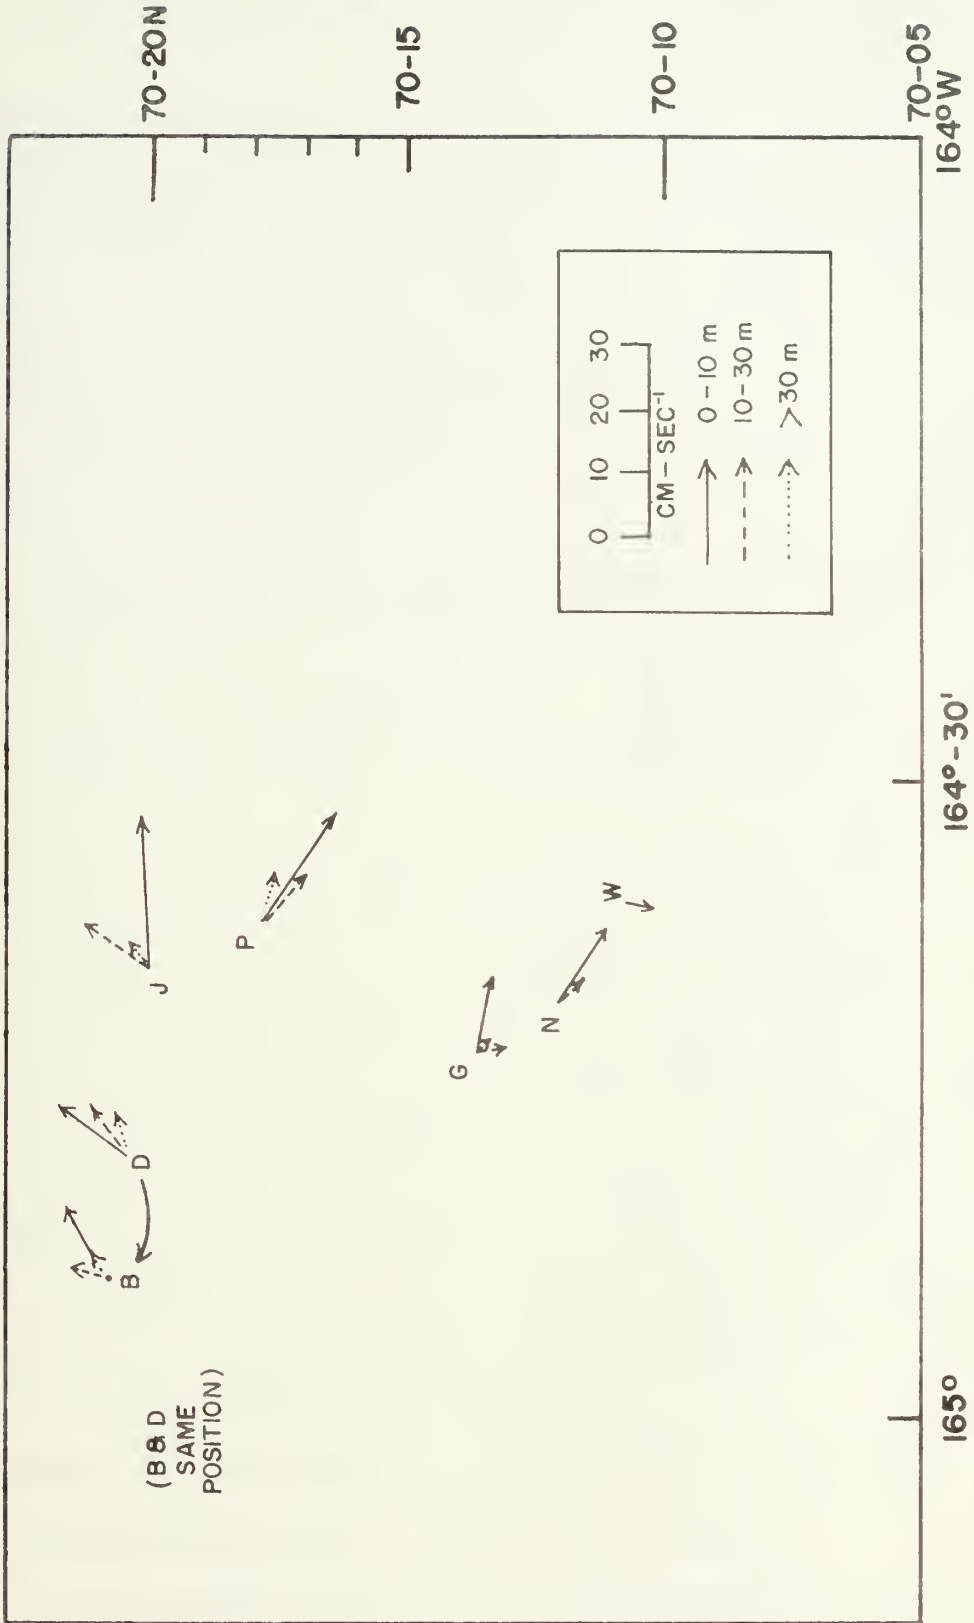 70-20N
70-15
70-10
70-05
164°W
164°-30'
165°
J
P
D
B
G
N
W
(B&D
SAME
POSITION)
0 10 20 30
CM-SEC-1
0-10 m
10-30 m
>30 m